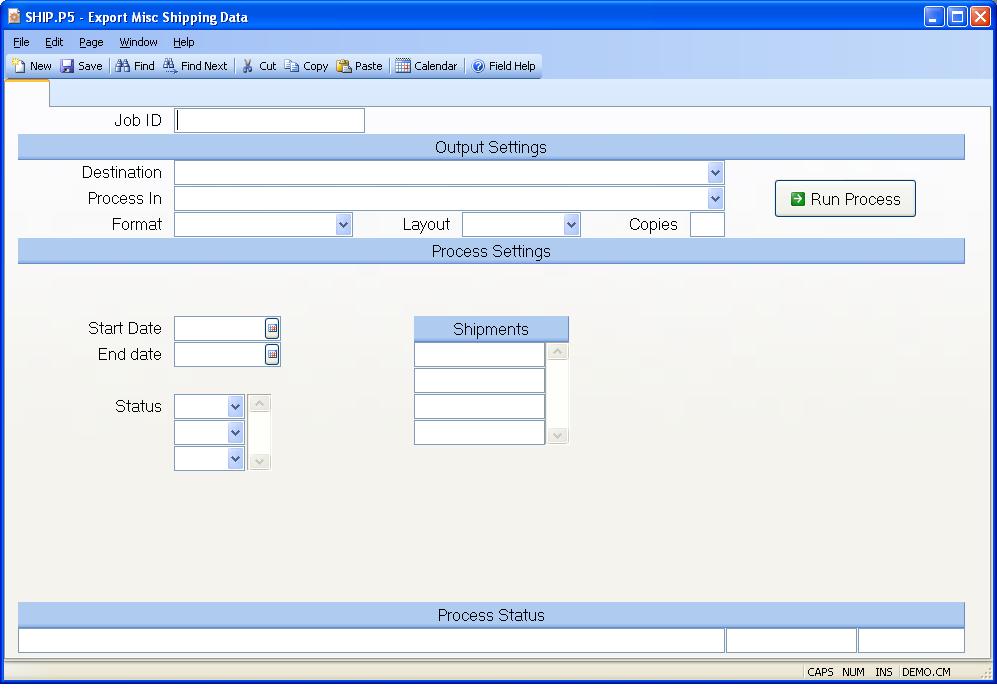 SHIP.P5 - Export Misc Shipping Data
File Edit Page Window Help
New Save Find Find Next Cut Copy Paste Calendar Field Help
Job ID
Output Settings
Destination
Process In
Run Process
Format Layout Copies
Process Settings
Start Date Shipments
End date
Status
Process Status
CAPS NUM INS DEMO.CM